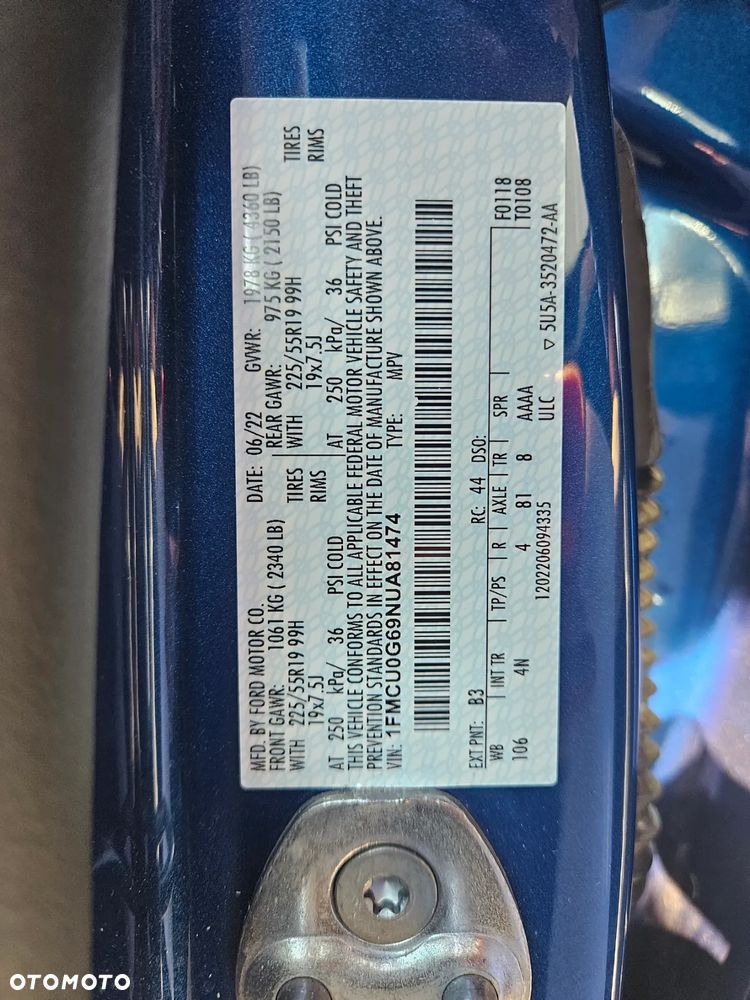 MFD. BY FORD MOTOR CO. DATE: 06/22 GVWR: 1978 KG ( 4360 LB)
FRONT GAWR: 1061 KG ( 2340 LB) REAR GAWR: 975 KG ( 2150 LB)
WITH 225/55R19 99H TIRES WITH 225/55R19 99H TIRES
19x7.5J RIMS 19x7.5J RIMS
AT 250 kPa/ 36 PSI COLD AT 250 kPa/ 36 PSI COLD
THIS VEHICLE CONFORMS TO ALL APPLICABLE FEDERAL MOTOR VEHICLE SAFETY AND THEFT
PREVENTION STANDARDS IN EFFECT ON THE DATE OF MANUFACTURE SHOWN ABOVE.
VIN: 1FMCU0G69NUA81474 TYPE: MPV
EXT PNT: B3 RC: 44 DSO: F0118
WB INT TR TP/PS R AXLE TR SPR T0108
106 4N 4 81 8 AAAA
1202206094335 ULC ▽ 5U5A-3520472-AA
OTOMOTO